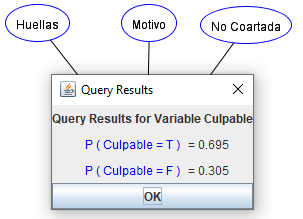 Huellas
Motivo
No Coartada
Query Results
Query Results for Variable Culpable
P ( Culpable = T ) = 0.695
P ( Culpable = F ) = 0.305
OK